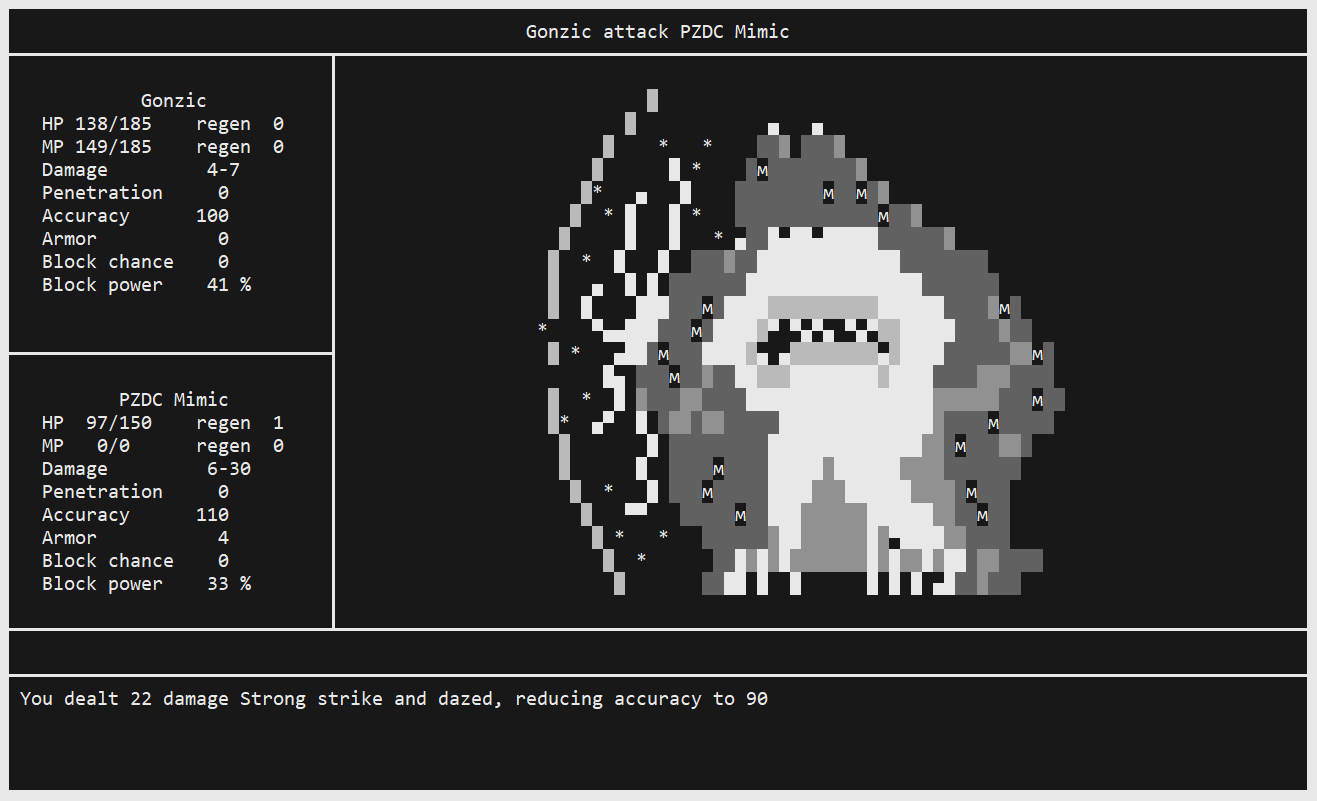 Gonzic attack PZDC Mimic
Gonzic
HP 138/185 regen 0
MP 149/185 regen 0
Damage 4-7
Penetration 0
Accuracy 100
Armor 0
Block chance 0
Block power 41 %
PZDC Mimic
HP 97/150 regen 1
MP 0/0 regen 0
Damage 6-30
Penetration 0
Accuracy 110
Armor 4
Block chance 0
Block power 33 %
* *
* M
* M M
* * M
*
*
M M
* M
* M M
M
* M
* M
M
M
* M M
M M
* *
*
You dealt 22 damage Strong strike and dazed, reducing accuracy to 90